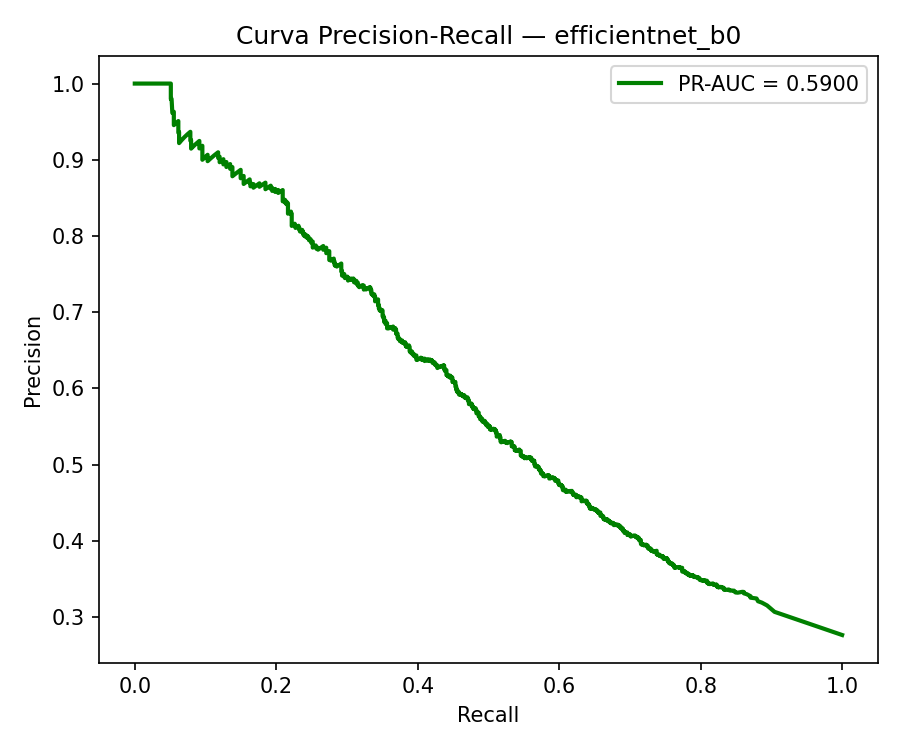 Curva Precision-Recall — efficientnet_b0
PR-AUC = 0.5900
Precision
1.0
0.9
0.8
0.7
0.6
0.5
0.4
0.3
0.0 0.2 0.4 0.6 0.8 1.0
Recall